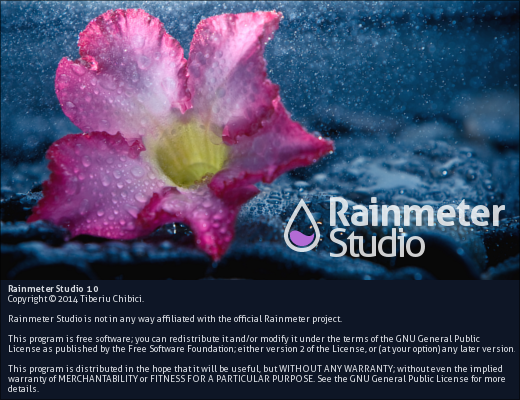 Rainmeter
Studio
Rainmeter Studio 1.0
Copyright © 2014 Tiberiu Chibici.
Rainmeter Studio is not in any way affiliated with the official Rainmeter project.
This program is free software; you can redistribute it and/or modify it under the terms of the GNU General Public
License as published by the Free Software Foundation; either version 2 of the License, or (at your option) any later version.
This program is distributed in the hope that it will be useful, but WITHOUT ANY WARRANTY; without even the implied
warranty of MERCHANTABILITY or FITNESS FOR A PARTICULAR PURPOSE. See the GNU General Public License for more
details.